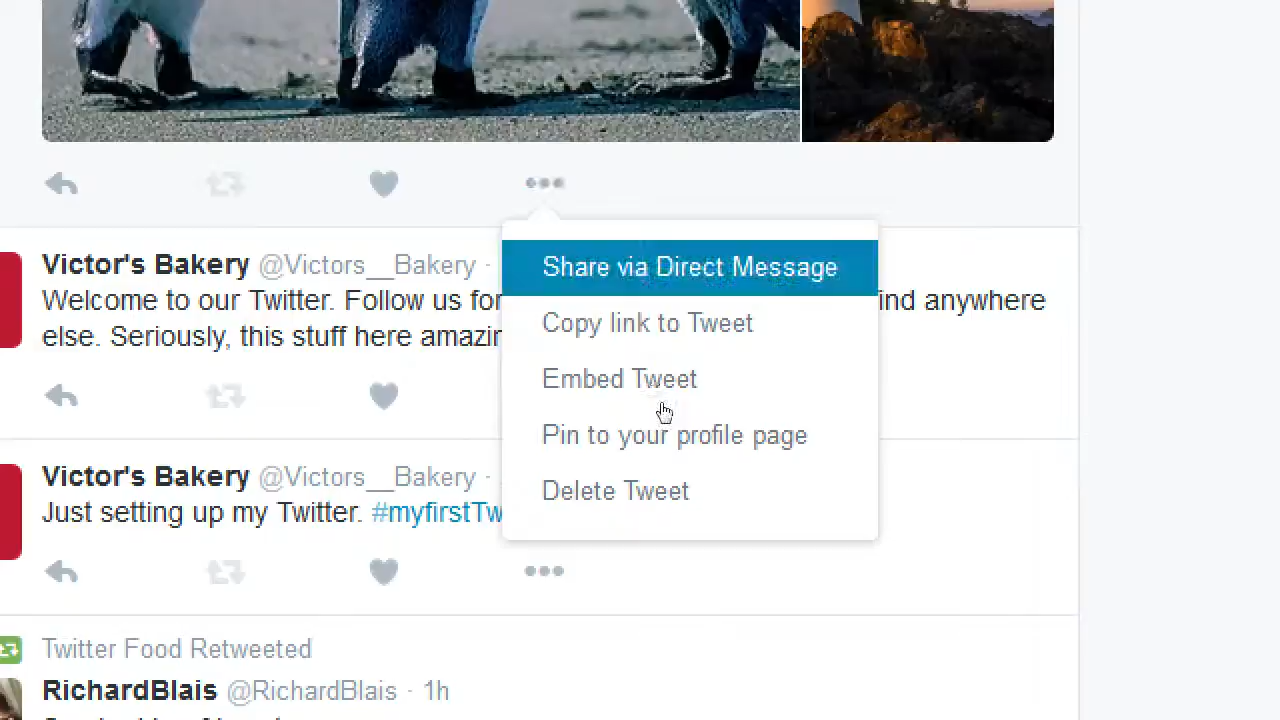 Victor's Bakery @Victors__Bakery ·
Welcome to our Twitter. Follow us for ind anywhere
else. Seriously, this stuff here
Share via Direct Message
Copy link to Tweet
Embed Tweet
Pin to your profile page
Delete Tweet
Victor's Bakery @Victors__Bakery ·
Just setting up my Twitter. #myfirstTw
Twitter Food Retweeted
RichardBlais @RichardBlais · 1h